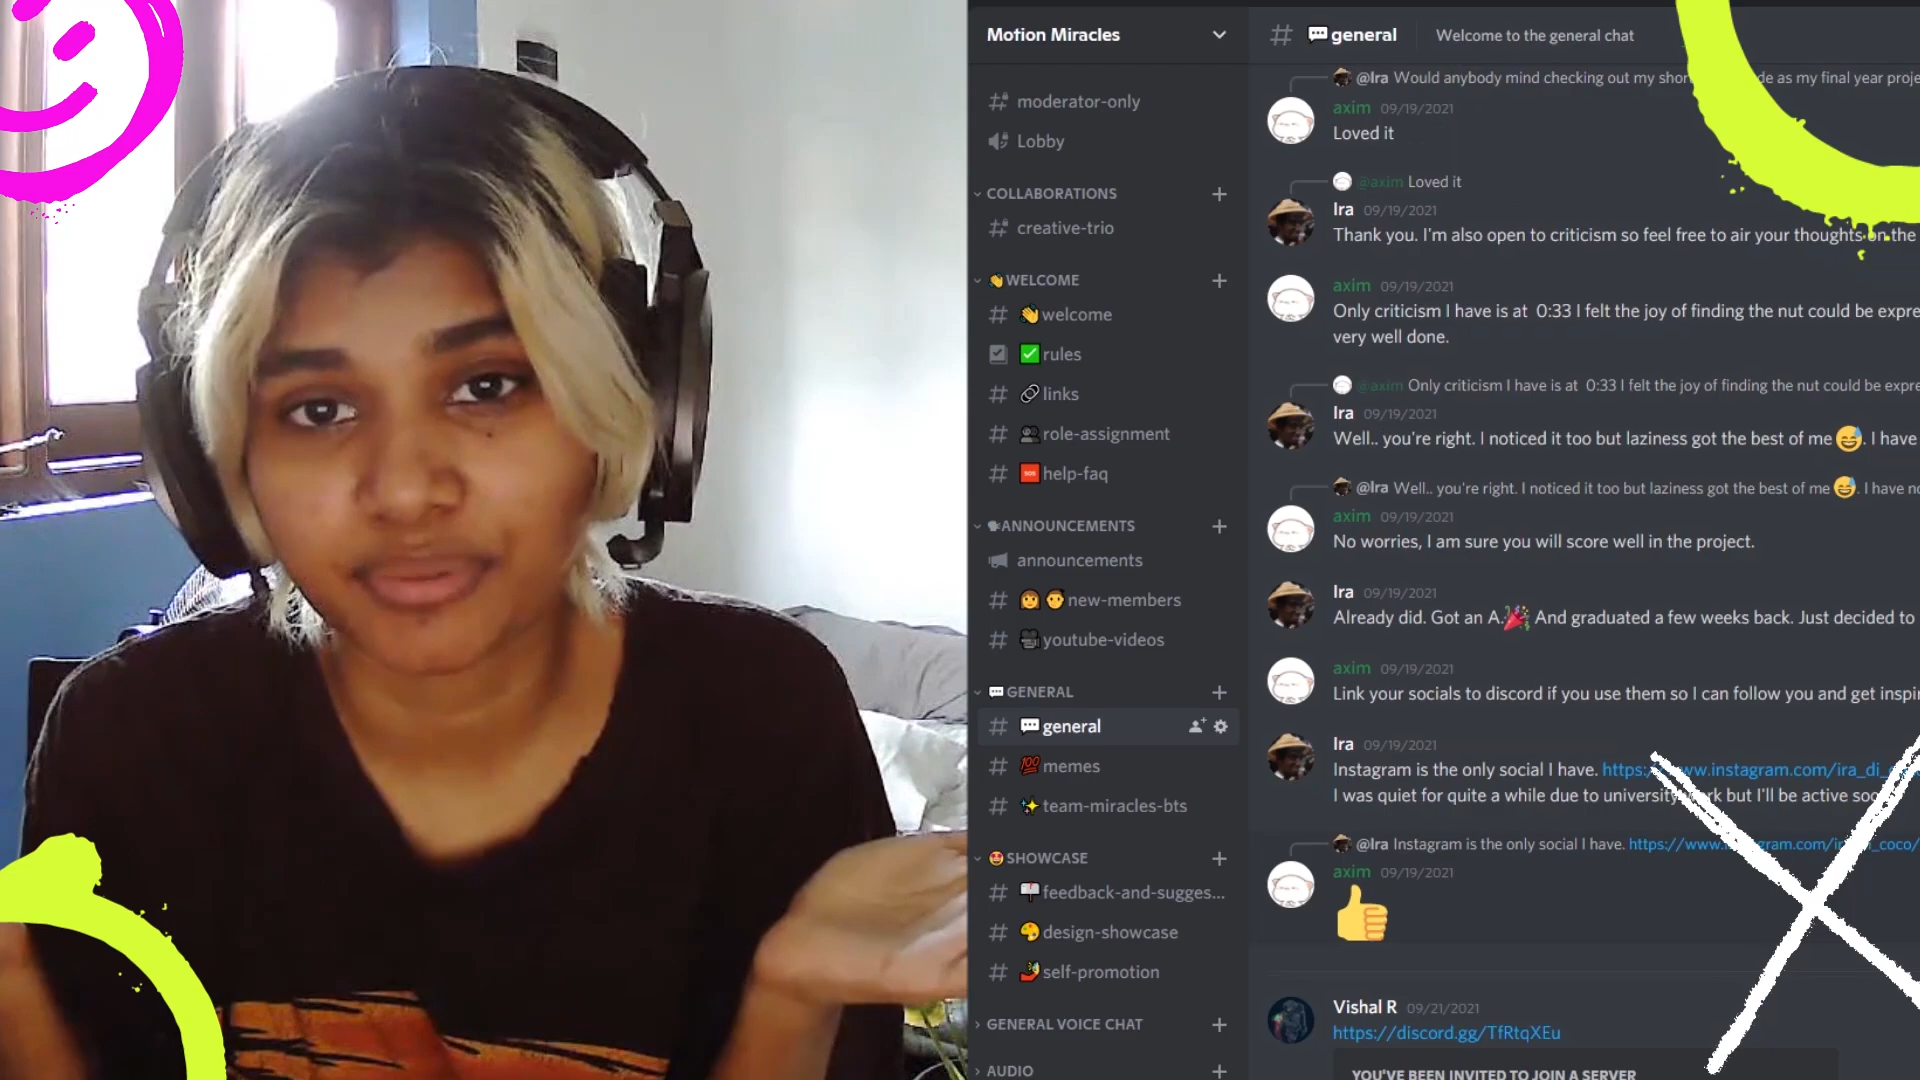 Motion Miracles
moderator-only
Lobby
COLLABORATIONS
creative-trio
WELCOME
welcome
rules
links
role-assignment
SOS help-faq
ANNOUNCEMENTS
announcements
new-members
youtube-videos
GENERAL
general
100 memes
team-miracles-bts
SHOWCASE
feedback-and-sugges...
design-showcase
self-promotion
GENERAL VOICE CHAT
AUDIO
# general Welcome to the general chat
@Ira Would anybody mind checking out my as my final year
axim 09/19/2021
Loved it
@axim Loved it
Ira 09/19/2021
Thank you. I'm also open to criticism so feel free to air your thoughts on the
axim 09/19/2021
Only criticism I have is at 0:33 I felt the joy of finding the nut could be
very well done.
@axim Only criticism I have is at 0:33 I felt the joy of finding the nut could be
Ira 09/19/2021
Well.. you're right. I noticed it too but laziness got the best of me 😅. I have
@Ira Well.. you're right. I noticed it too but laziness got the best of me 😅. I have
axim 09/19/2021
No worries, I am sure you will score well in the project.
Ira 09/19/2021
Already did. Got an A.🎉 And graduated a few weeks back. Just decided to
axim 09/19/2021
Link your socials to discord if you use them so I can follow you and get
Ira 09/19/2021
Instagram is the only social I have.
I was quiet for quite a while due to university but I'll be active
@Ira Instagram is the only social I have.
axim 09/19/2021
👍
Vishal R 09/21/2021
https://discord.gg/TfRtqXEu
YOU'VE BEEN INVITED TO JOIN A SERVER